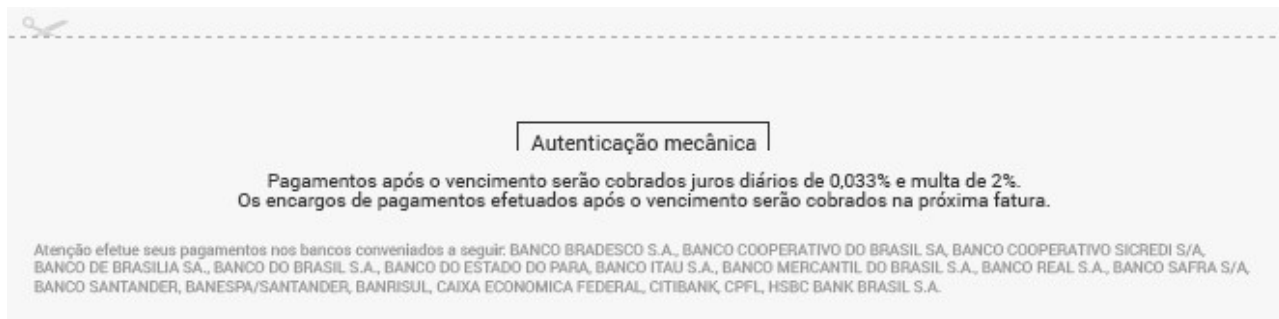 Autenticação mecânica
Pagamentos após o vencimento serão cobrados juros diários de 0,033% e multa de 2%.
Os encargos de pagamentos efetuados após o vencimento serão cobrados na próxima fatura.
Atenção efetue seus pagamentos nos bancos conveniados a seguir: BANCO BRADESCO S.A., BANCO COOPERATIVO DO BRASIL SA, BANCO COOPERATIVO SICREDI S/A,
BANCO DE BRASILIA SA., BANCO DO BRASIL S.A., BANCO DO ESTADO DO PARA, BANCO ITAU S.A., BANCO MERCANTIL DO BRASIL S.A., BANCO REAL S.A., BANCO SAFRA S/A,
BANCO SANTANDER, BANESPA/SANTANDER, BANRISUL, CAIXA ECONOMICA FEDERAL, CITIBANK, CPFL, HSBC BANK BRASIL S.A.